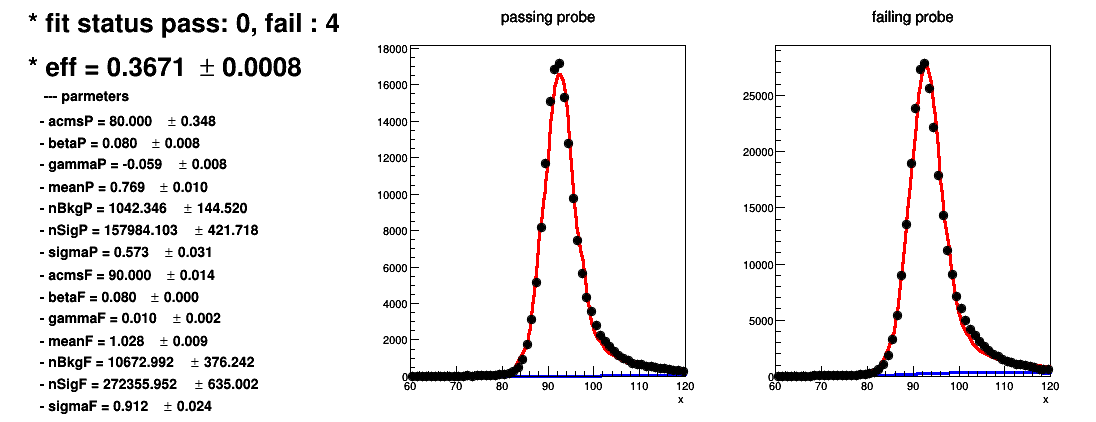 * fit status pass: 0, fail : 4
* eff = 0.3671 ± 0.0008
--- parmeters
- acmsP = 80.000 ± 0.348
- betaP = 0.080 ± 0.008
- gammaP = -0.059 ± 0.008
- meanP = 0.769 ± 0.010
- nBkgP = 1042.346 ± 144.520
- nSigP = 157984.103 ± 421.718
- sigmaP = 0.573 ± 0.031
- acmsF = 90.000 ± 0.014
- betaF = 0.080 ± 0.000
- gammaF = 0.010 ± 0.002
- meanF = 1.028 ± 0.009
- nBkgF = 10672.992 ± 376.242
- nSigF = 272355.952 ± 635.002
- sigmaF = 0.912 ± 0.024
passing probe
18000
16000
14000
12000
10000
8000
6000
4000
2000
0
60 70 80 90 100 110 120
x
failing probe
25000
20000
15000
10000
5000
0
60 70 80 90 100 110 120
x